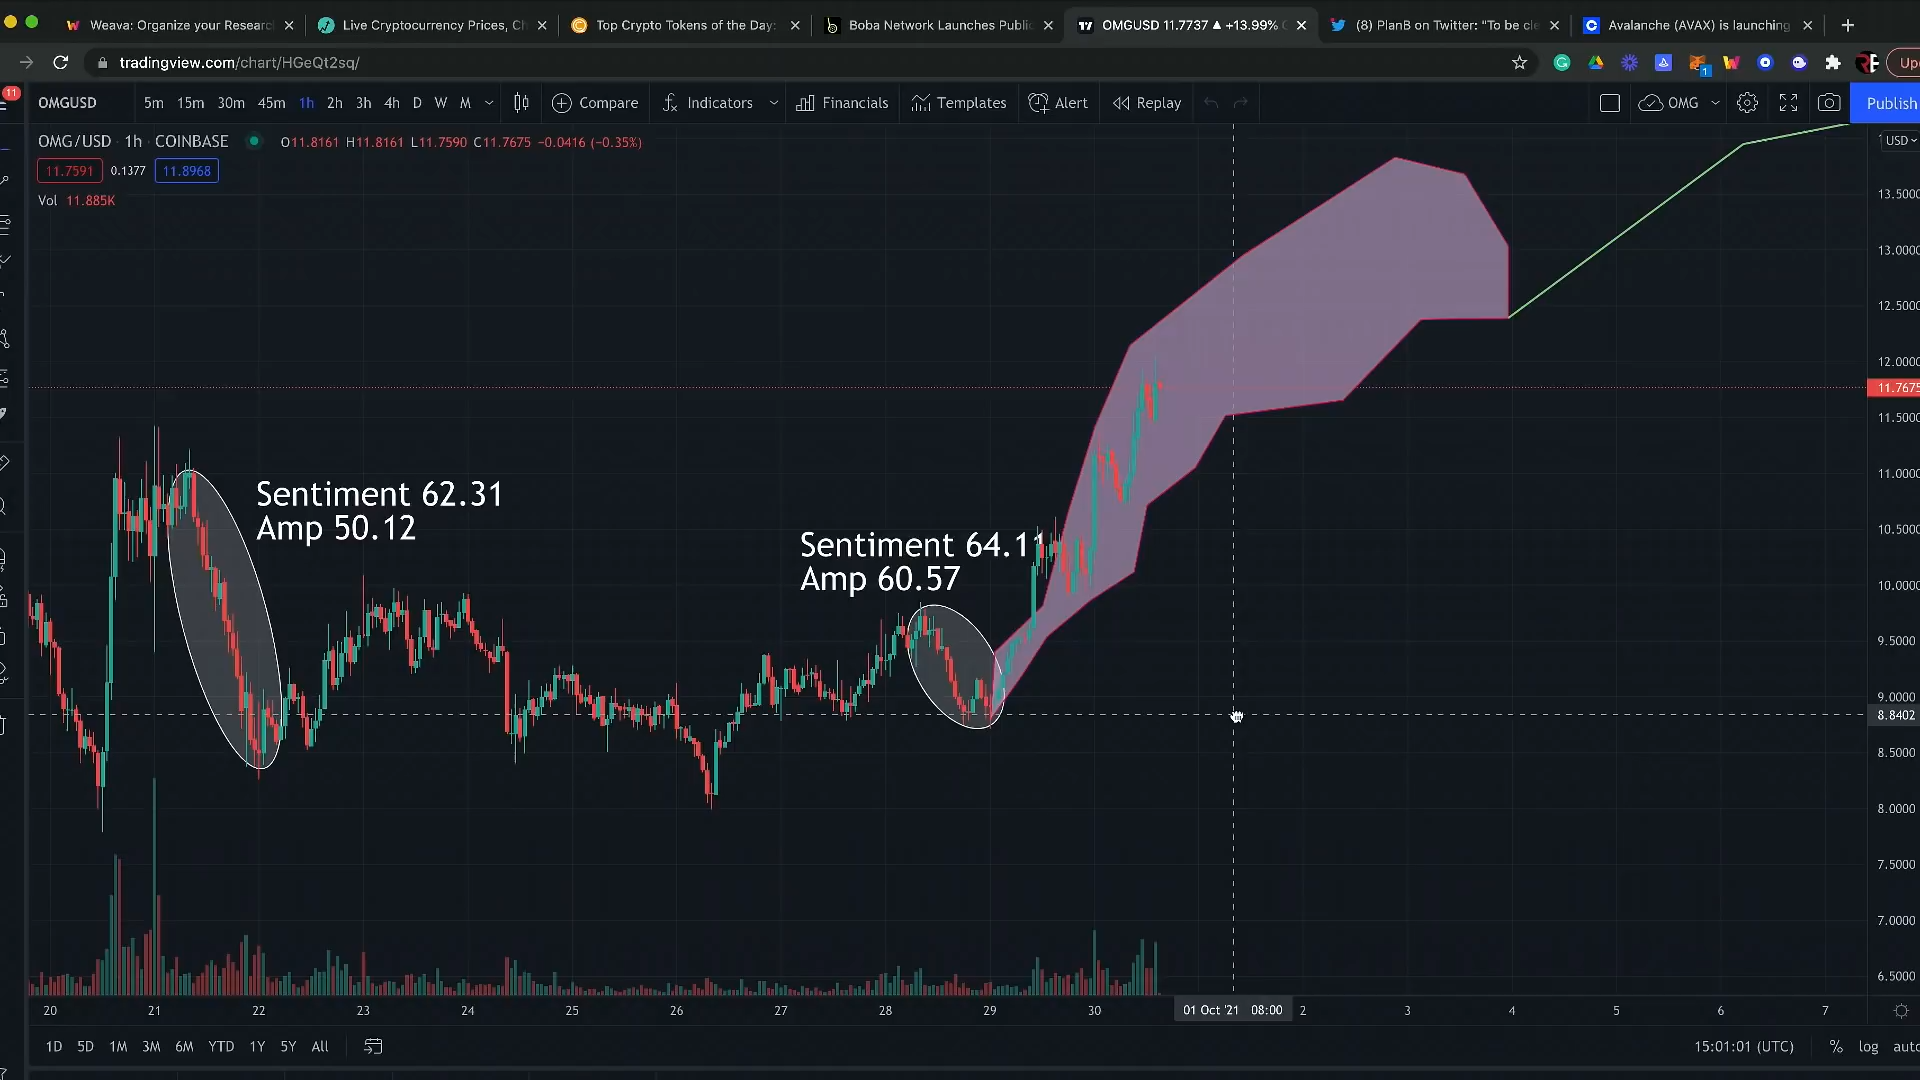 Weava: Organize your Researc
Live Cryptocurrency Prices, Ch
Top Crypto Tokens of the Day:
Boba Network Launches Public
OMGUSD 11.7737 ▲ +13.99%
(8) PlanB on Twitter: "To be cle
Avalanche (AVAX) is launching
tradingview.com/chart/HGeQt2sq/
1
Up
11
OMGUSD 5m 15m 30m 45m 1h 2h 3h 4h D W M Compare Indicators Financials Templates Alert Replay OMG Publish
OMG/USD · 1h · COINBASE O11.8161 H11.8161 L11.7590 C11.7675 −0.0416 (−0.35%)
USD
11.7591 0.1377 11.8968
Vol 11.885K
13.5000
13.0000
12.5000
12.0000
11.7675
11.5000
11.0000
10.5000
10.0000
9.5000
9.0000
8.8402
8.5000
8.0000
7.5000
7.0000
6.5000
Sentiment 62.31
Amp 50.12
Sentiment 64.11
Amp 60.57
20 21 22 23 24 25 26 27 28 29 30 01 Oct '21 08:00 2 3 4 5 6 7
1D 5D 1M 3M 6M YTD 1Y 5Y All 15:01:01 (UTC) % log auto